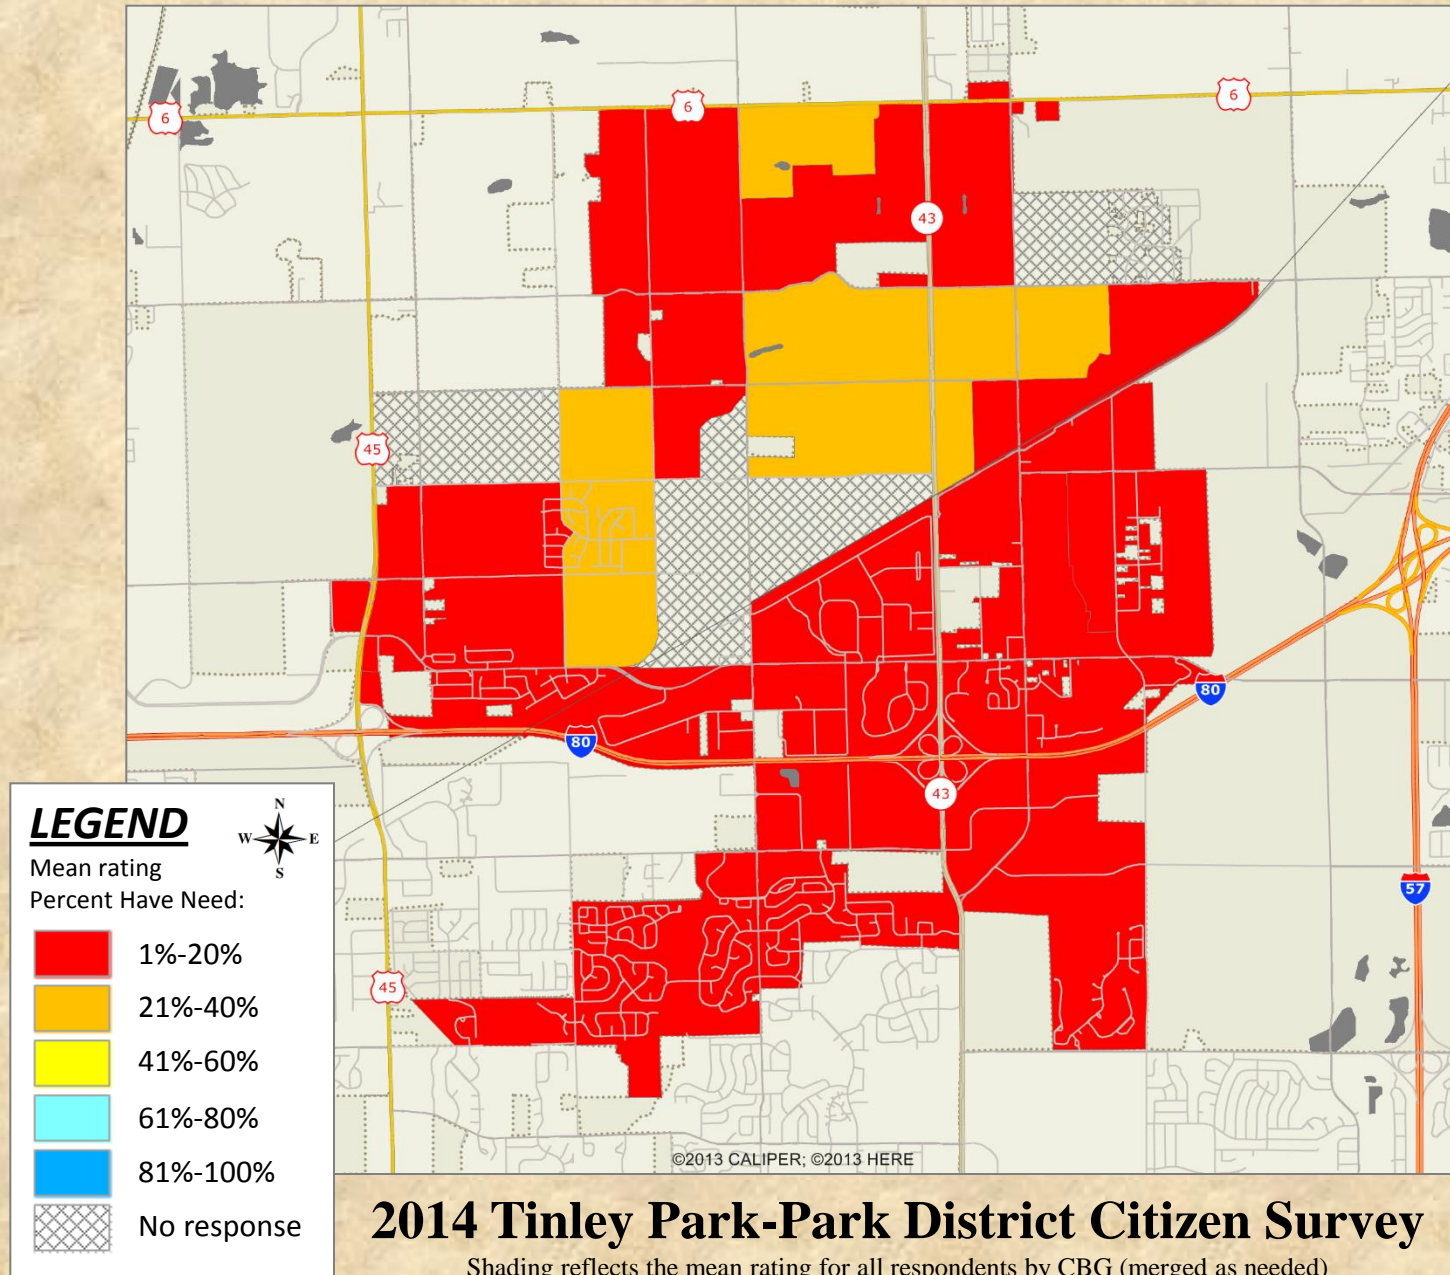 6
6
6
43
45
80
80
43
57
45
LEGEND
N
W E
S
Mean rating
Percent Have Need:
1%-20%
21%-40%
41%-60%
61%-80%
81%-100%
No response
©2013 CALIPER; ©2013 HERE
2014 Tinley Park-Park District Citizen Survey
Shading reflects the mean rating for all respondents by CBG (merged as needed)